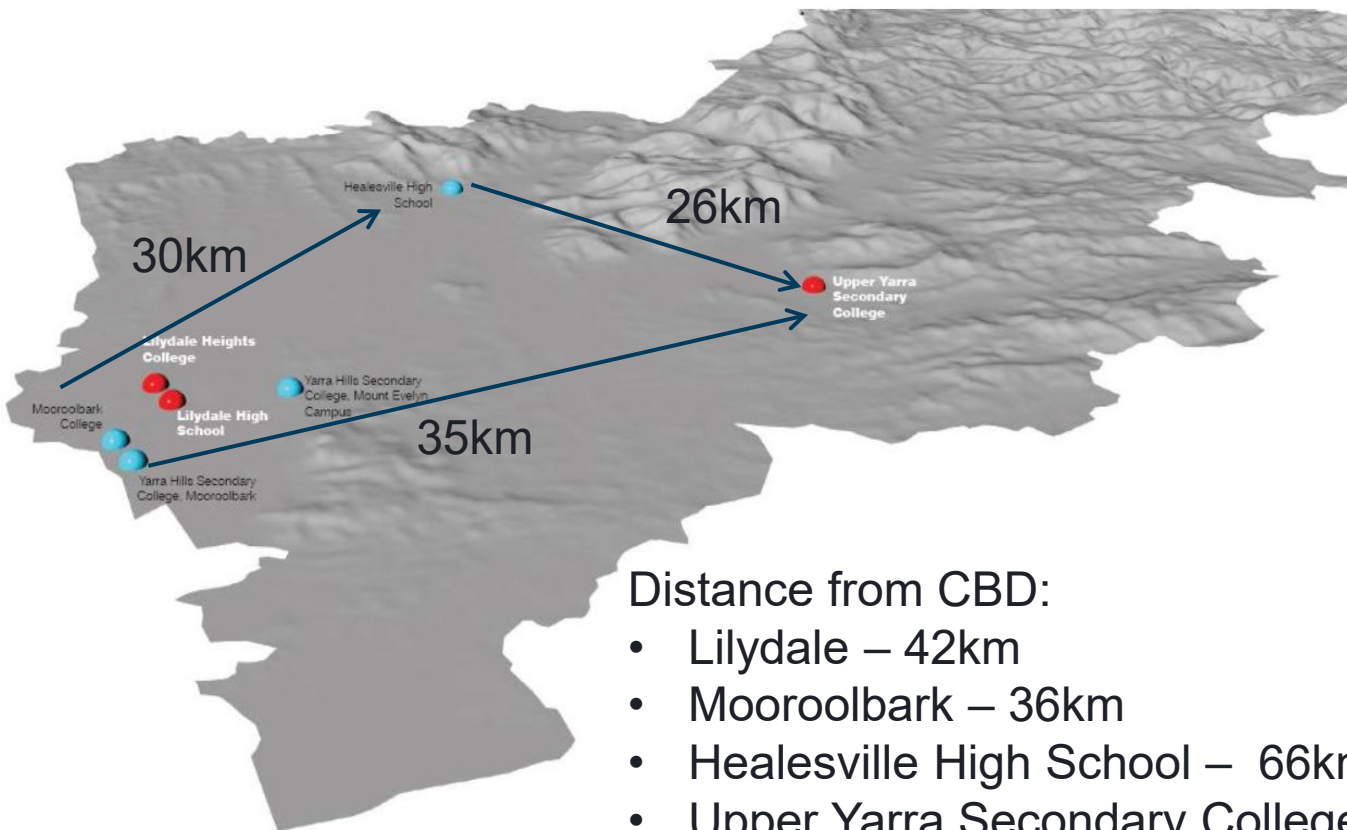 Healesville High
School
26km
30km
Upper Yarra
Secondary
College
Lilydale Heights
College
Yarra Hills Secondary
College, Mount Evelyn
Campus
Mooroolbark
College
Lilydale High
School
35km
Yarra Hills Secondary
College, Mooroolbark
Distance from CBD:
• Lilydale – 42km
• Mooroolbark – 36km
• Healesville High School – 66km
• Upper Yarra Secondary College